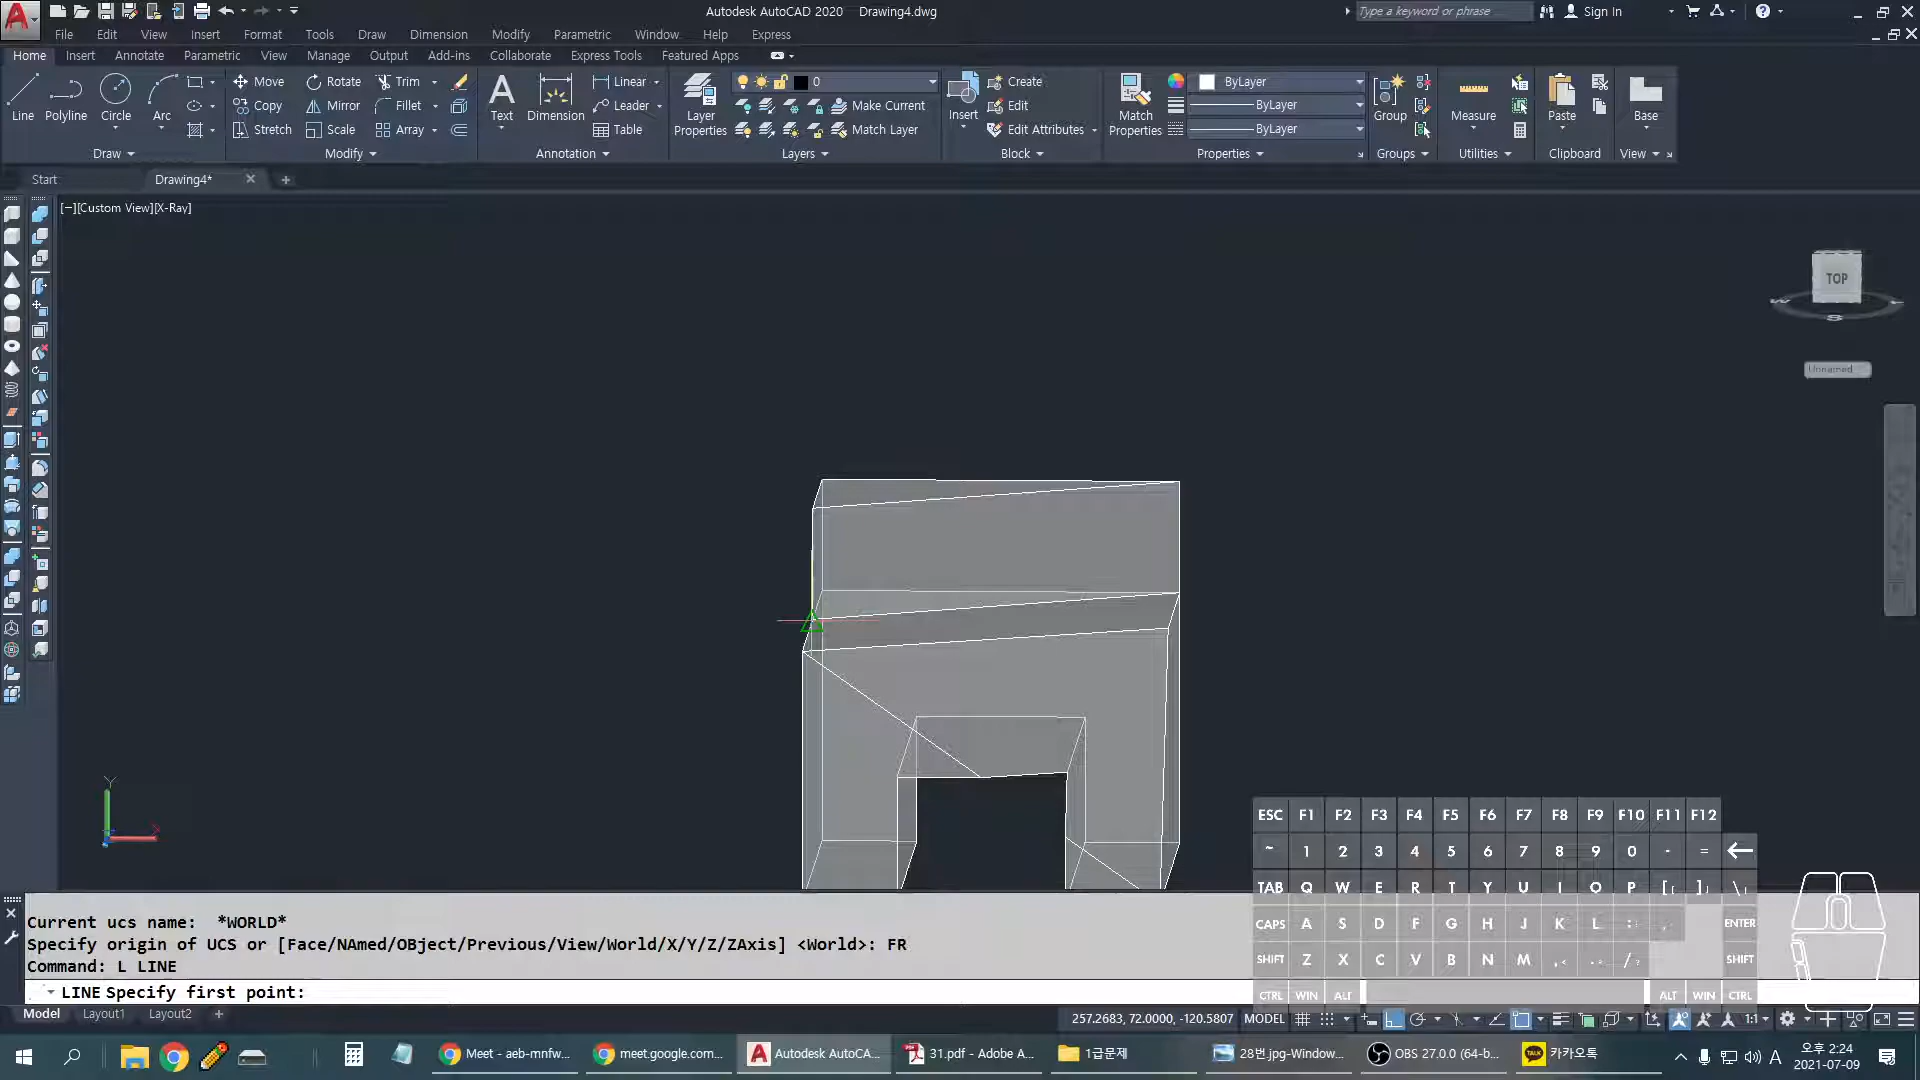 Autodesk AutoCAD 2020   Drawing4.dwg
Type a keyword or phrase
Sign In
File Edit View Insert Format Tools Draw Dimension Modify Parametric Window Help Express
Home Insert Annotate Parametric View Manage Output Add-ins Collaborate Express Tools Featured Apps
Line Polyline Circle Arc
Move Rotate Trim
Copy Mirror Fillet
Stretch Scale Array
Text Dimension
Linear
Leader
Table
Layer Properties
0
Make Current
Match Layer
Insert
Create
Edit
Edit Attributes
Match Properties
ByLayer
ByLayer
ByLayer
Group
Measure
Paste
Base
Draw Modify Annotation Layers Block Properties Groups Utilities Clipboard View
Start Drawing4*
[−][Custom View][X-Ray]
TOP
W
S
Unnamed
Y
X
ESC F1 F2 F3 F4 F5 F6 F7 F8 F9 F10 F11 F12
~ 1 2 3 4 5 6 7 8 9 0 - =
TAB Q W E R T Y U I O P [ ] \
CAPS A S D F G H J K L : , ENTER
SHIFT Z X C V B N M , . / SHIFT
CTRL WIN ALT ALT WIN CTRL
Current ucs name:  *WORLD*
Specify origin of UCS or [Face/NAmed/OBject/Previous/View/World/X/Y/Z/ZAxis] <World>: FR
Command: L LINE
LINE Specify first point:
Model Layout1 Layout2 +
257.2683, 72.0000, -120.5807 MODEL
1:1
Meet - aeb-mnfw...
meet.google.com...
Autodesk AutoCA...
31.pdf - Adobe A...
1급문제
28번.jpg-Window...
OBS 27.0.0 (64-b...
카카오톡
A
오후 2:24
2021-07-09